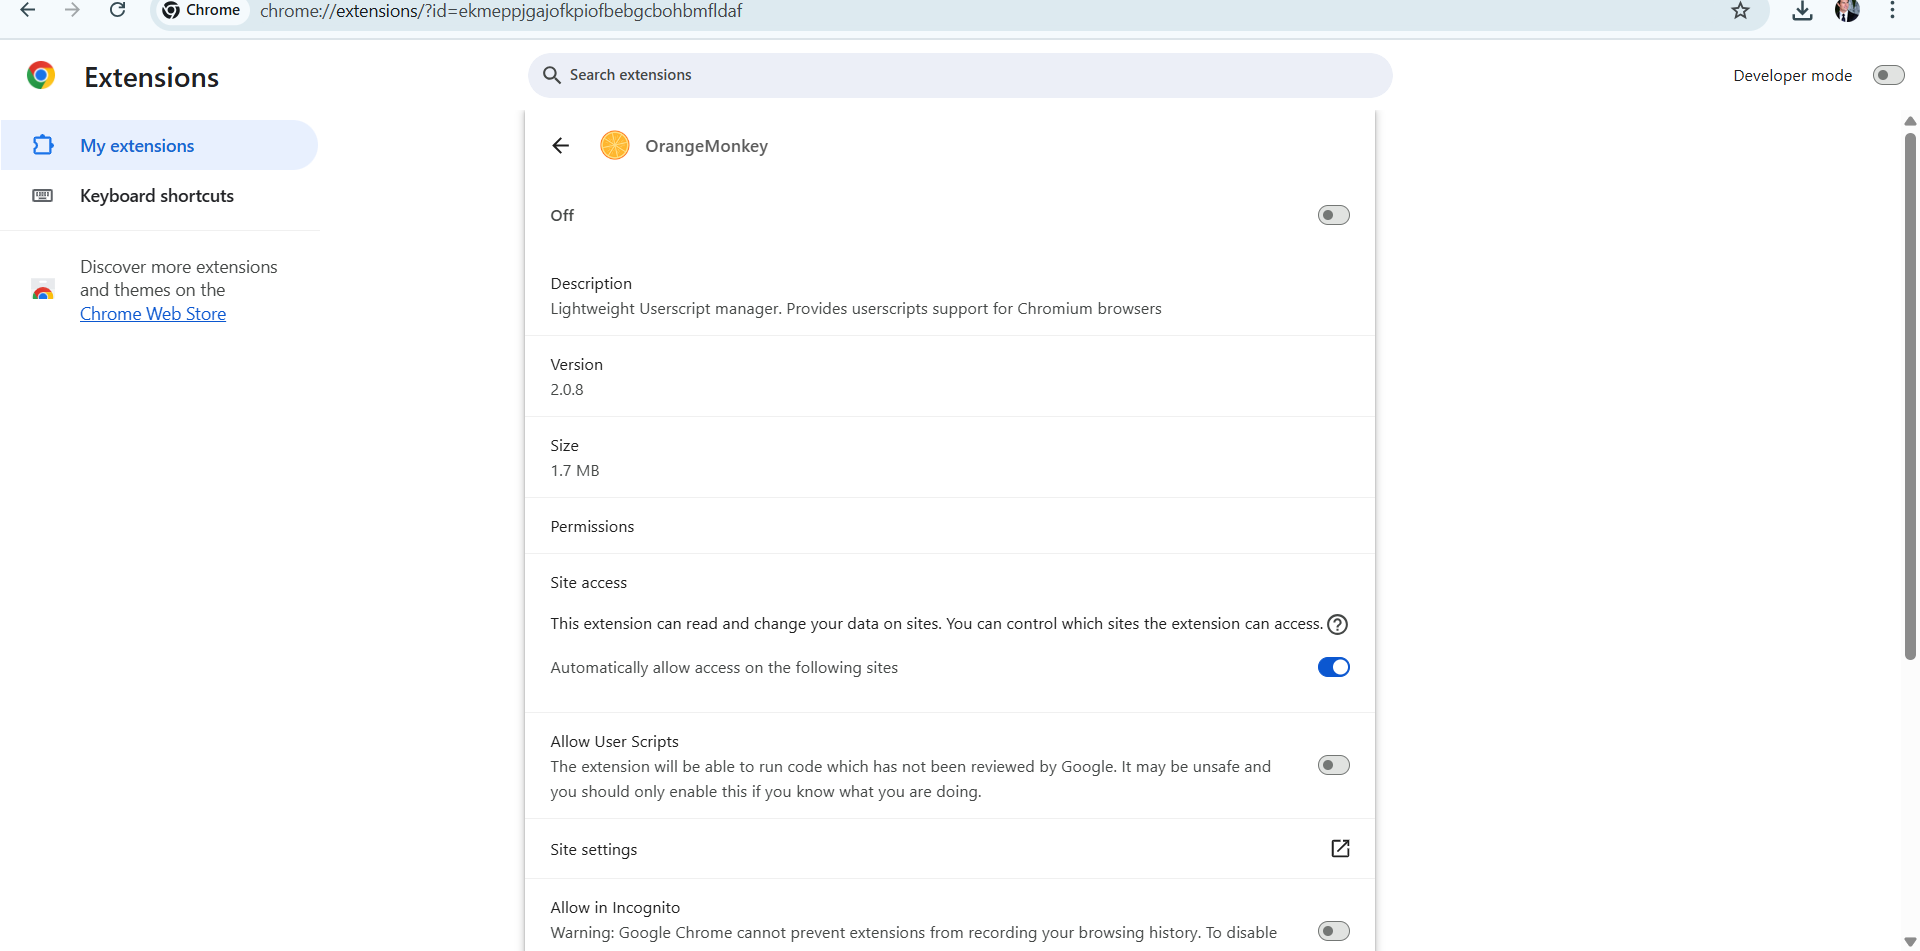 Chrome
chrome://extensions/?id=ekmeppjgajofkpiofbebgcbohbmfldaf
Extensions
Search extensions
Developer mode
My extensions
Keyboard shortcuts
Discover more extensions
and themes on the
Chrome Web Store
OrangeMonkey
Off
Description
Lightweight Userscript manager. Provides userscripts support for Chromium browsers
Version
2.0.8
Size
1.7 MB
Permissions
Site access
This extension can read and change your data on sites. You can control which sites the extension can access.
Automatically allow access on the following sites
Allow User Scripts
The extension will be able to run code which has not been reviewed by Google. It may be unsafe and
you should only enable this if you know what you are doing.
Site settings
Allow in Incognito
Warning: Google Chrome cannot prevent extensions from recording your browsing history. To disable